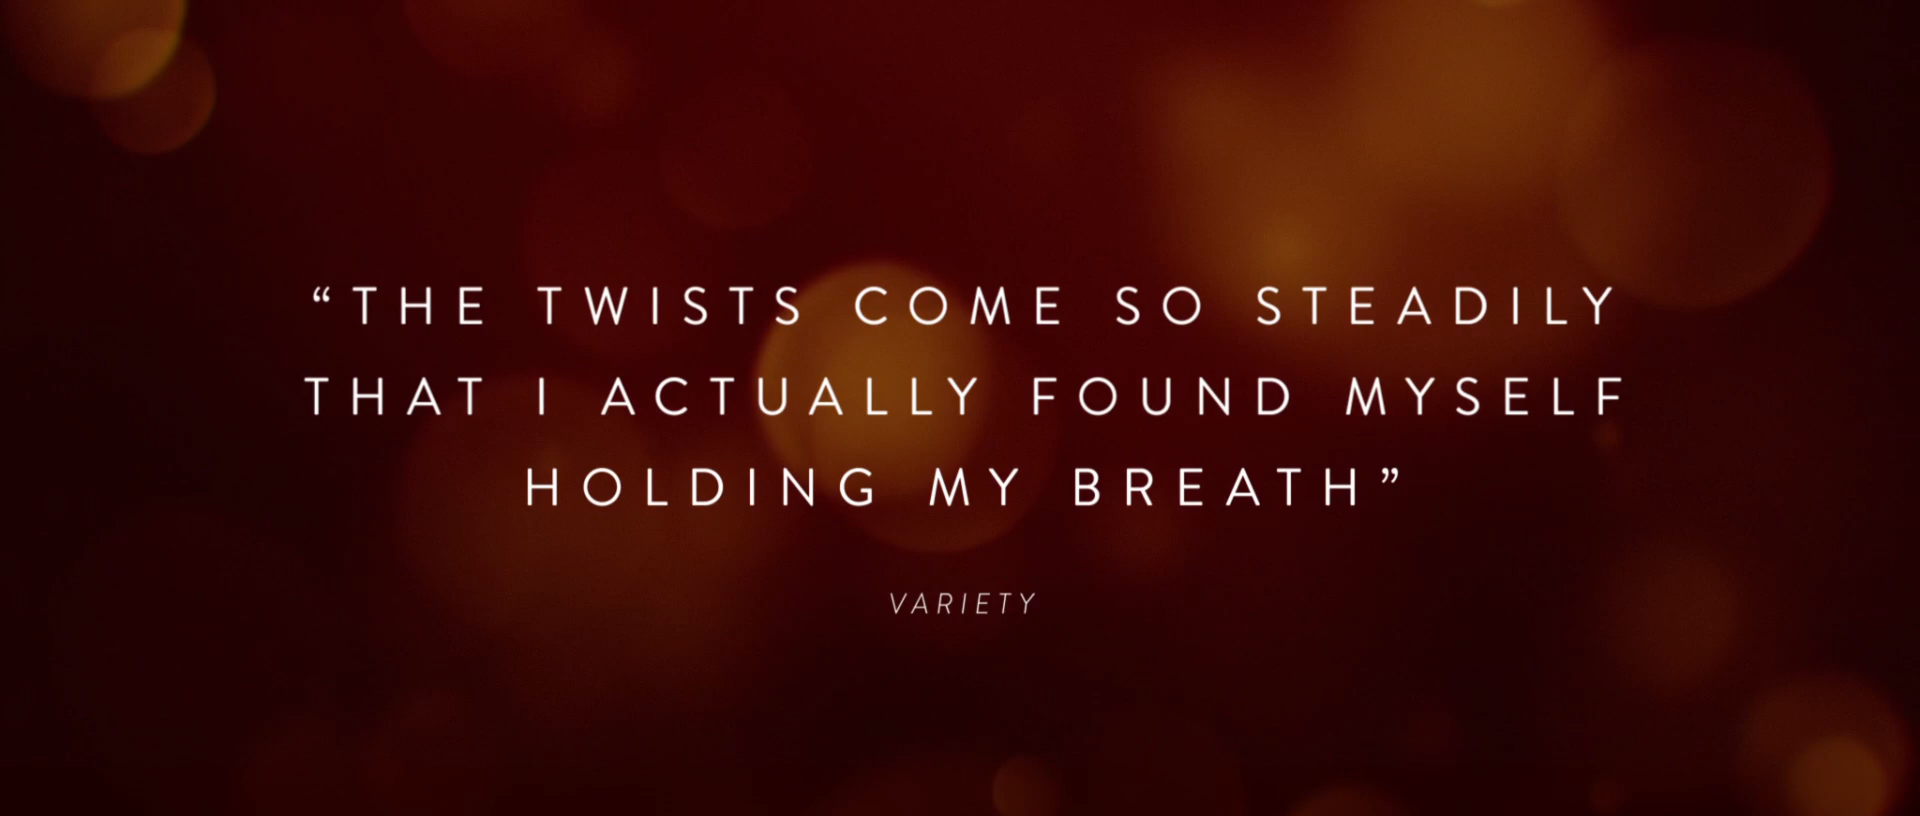 “THE TWISTS COME SO STEADILY
THAT I ACTUALLY FOUND MYSELF
HOLDING MY BREATH”
VARIETY